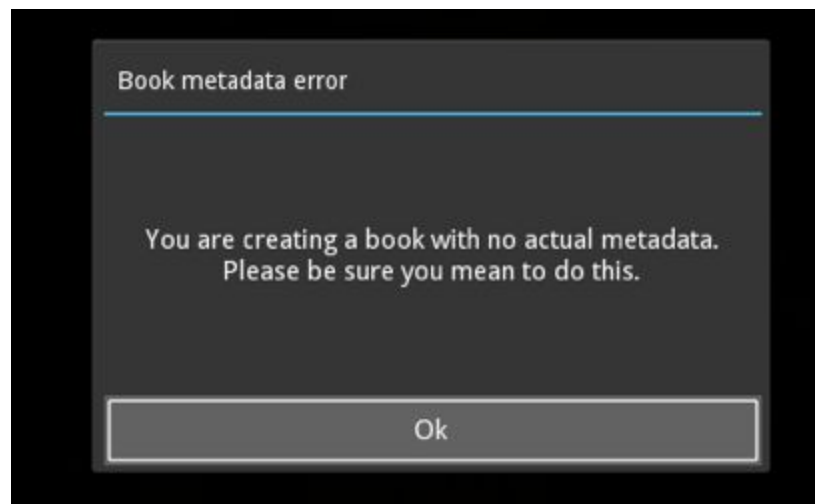 Book metadata error
You are creating a book with no actual metadata.
Please be sure you mean to do this.
Ok